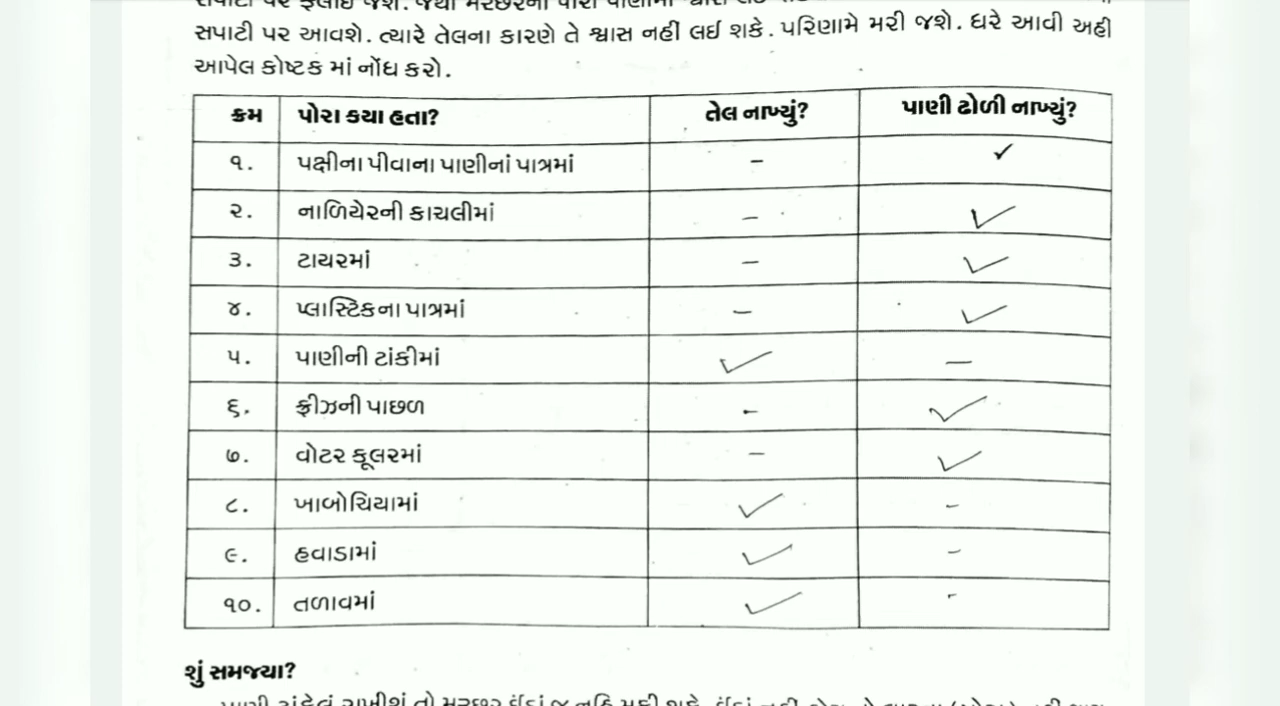 સપાટી પર આવશે. ત્યારે તેલના કારણે તે શ્વાસ નહીં લઈ શકે. પરિણામે મરી જશે. ઘરે આવી અહીં
આપેલ કોષ્ટક માં નોંધ કરો.
ક્રમ પોરા કયા હતા? તેલ નાખ્યું? પાણી ઢોળી નાખ્યું?
૧. પક્ષીના પીવાના પાણીનાં પાત્રમાં – ✓
૨. નાળિયેરની કાચલીમાં – ✓
૩. ટાયરમાં – ✓
૪. પ્લાસ્ટિકના પાત્રમાં – ✓
૫. પાણીની ટાંકીમાં ✓ –
૬. ફ્રીઝની પાછળ - ✓
૭. વોટર કૂલરમાં – ✓
૮. ખાબોચિયામાં ✓ -
૯. હવાડામાં ✓ -
૧૦. તળાવમાં ✓ -
શું સમજ્યા?